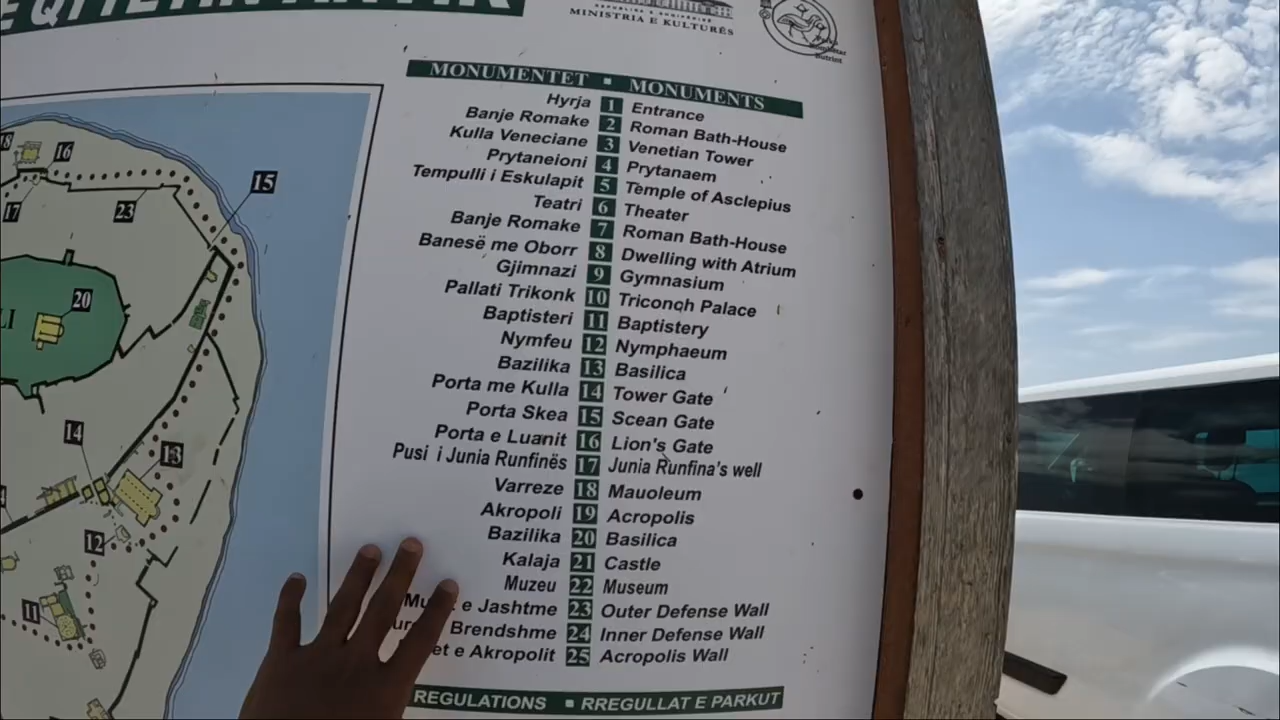 E QYTETIN ANTIK
MINISTRIA E KULTURËS
MONUMENTET ▪ MONUMENTS
Hyrja 1 Entrance
Banje Romake 2 Roman Bath-House
Kulla Veneciane 3 Venetian Tower
Prytaneioni 4 Prytanaem
Tempulli i Eskulapit 5 Temple of Asclepius
Teatri 6 Theater
Banje Romake 7 Roman Bath-House
Banesë me Oborr 8 Dwelling with Atrium
Gjimnazi 9 Gymnasium
Pallati Trikonk 10 Triconch Palace
Baptisteri 11 Baptistery
Nymfeu 12 Nymphaeum
Bazilika 13 Basilica
Porta me Kulla 14 Tower Gate
Porta Skea 15 Scean Gate
Porta e Luanit 16 Lion's Gate
Pusi i Junia Runfinës 17 Junia Runfina's well
Varreze 18 Mauoleum
Akropoli 19 Acropolis
Bazilika 20 Basilica
Kalaja 21 Castle
Muzeu 22 Museum
e Jashtme 23 Outer Defense Wall
Brendshme 24 Inner Defense Wall
et e Akropolit 25 Acropolis Wall
REGULATIONS ▪ RREGULLAT E PARKUT
18
16
15
17
23
20
LI
14
13
12
11